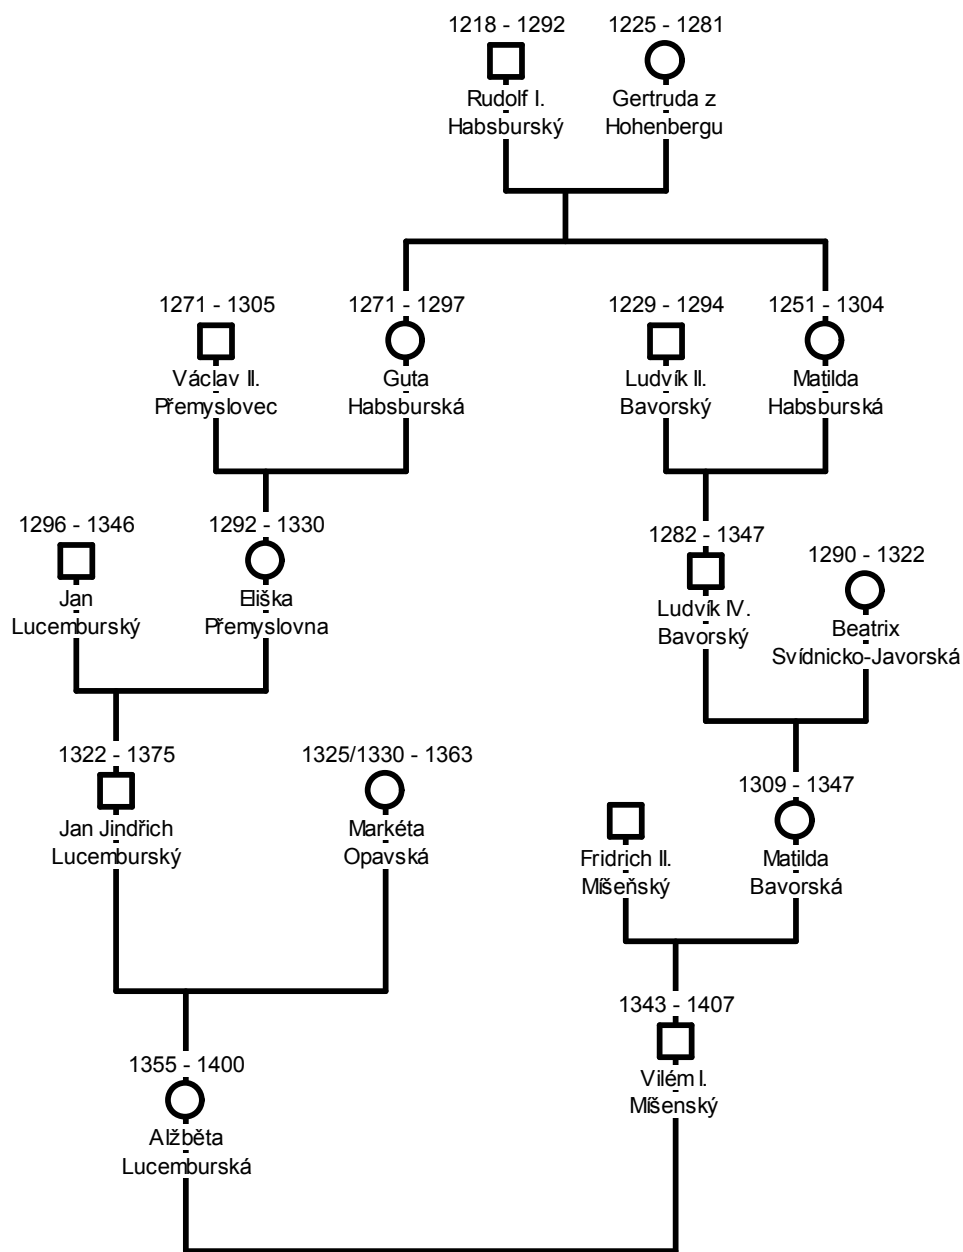 1218 - 1292
Rudolf I.
Habsburský
1225 - 1281
Gertruda z
Hohenbergu
1271 - 1305
Václav II.
Přemyslovec
1271 - 1297
Guta
Habsburská
1229 - 1294
Ludvík II.
Bavorský
1251 - 1304
Matilda
Habsburská
1296 - 1346
Jan
Lucemburský
1292 - 1330
Eliška
Přemyslovna
1282 - 1347
Ludvík IV.
Bavorský
1290 - 1322
Beatrix
Svídnicko-Javorská
1322 - 1375
Jan Jindřich
Lucemburský
1325/1330 - 1363
Markéta
Opavská
Fridrich II.
Míšeňský
1309 - 1347
Matilda
Bavorská
1355 - 1400
Alžběta
Lucemburská
1343 - 1407
Vilém I.
Míšenský